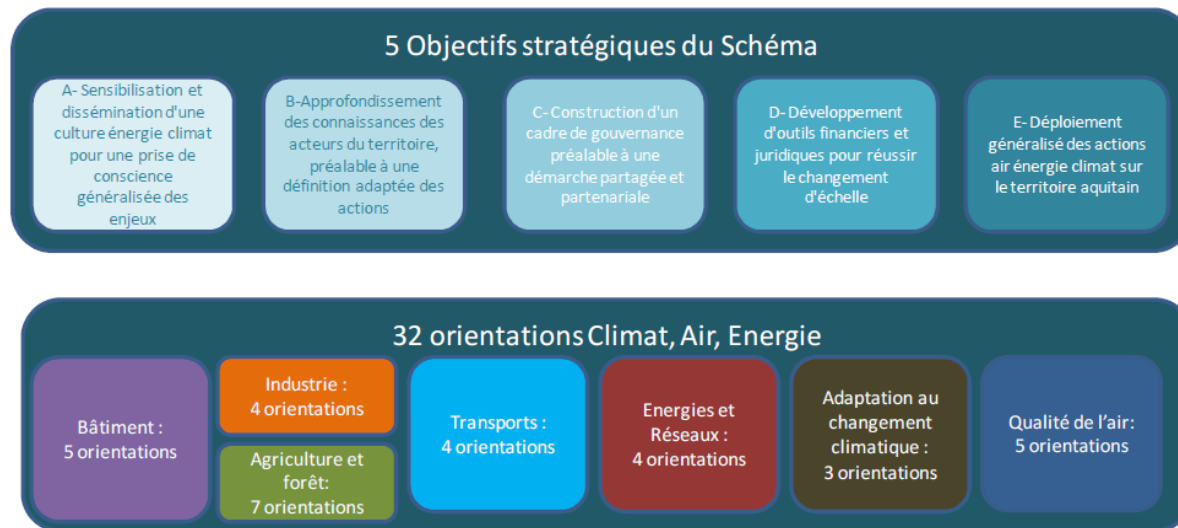 5 Objectifs stratégiques du Schéma
A- Sensibilisation et
dissémination d'une
culture énergie climat
pour une prise de
conscience
généralisée des
enjeux
B-Approfondissement
des connaissances des
acteurs du territoire,
préalable à une
définition adaptée des
actions
C- Construction d'un
cadre de gouvernance
préalable à une
démarche partagée et
partenariale
D- Développement
d'outils financiers et
juridiques pour réussir
le changement
d'échelle
E- Déploiement
généralisé des actions
air énergie climat sur
le territoire aquitain
32 orientations Climat, Air, Energie
Bâtiment :
5 orientations
Industrie :
4 orientations
Agriculture et
forêt:
7 orientations
Transports :
4 orientations
Energies et
Réseaux :
4 orientations
Adaptation au
changement
climatique :
3 orientations
Qualité de l'air:
5 orientations